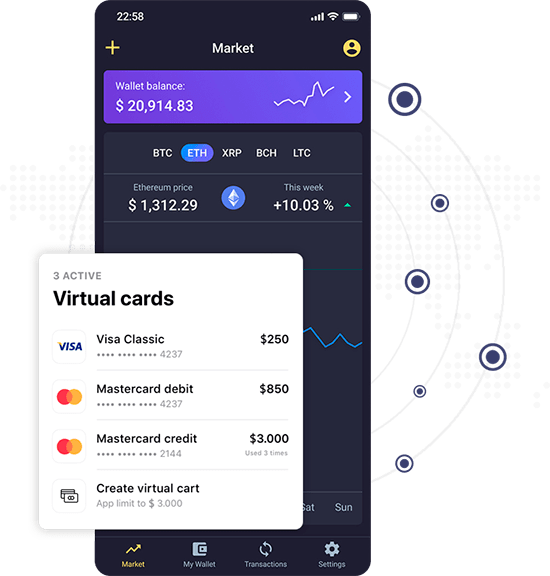 22:58
Market
Wallet balance:
$ 20,914.83
BTC ETH XRP BCH LTC
Ethereum price
$ 1,312.29
This week
+10.03 %
3 ACTIVE
Virtual cards
VISA
Visa Classic
•••• •••• •••• 4237
$250
Mastercard debit
•••• •••• •••• 4237
$850
Mastercard credit
•••• •••• •••• 2144
$3.000
Used 3 times
Create virtual cart
App limit to $ 3.000
Sat Sun
Market My Wallet Transactions Settings